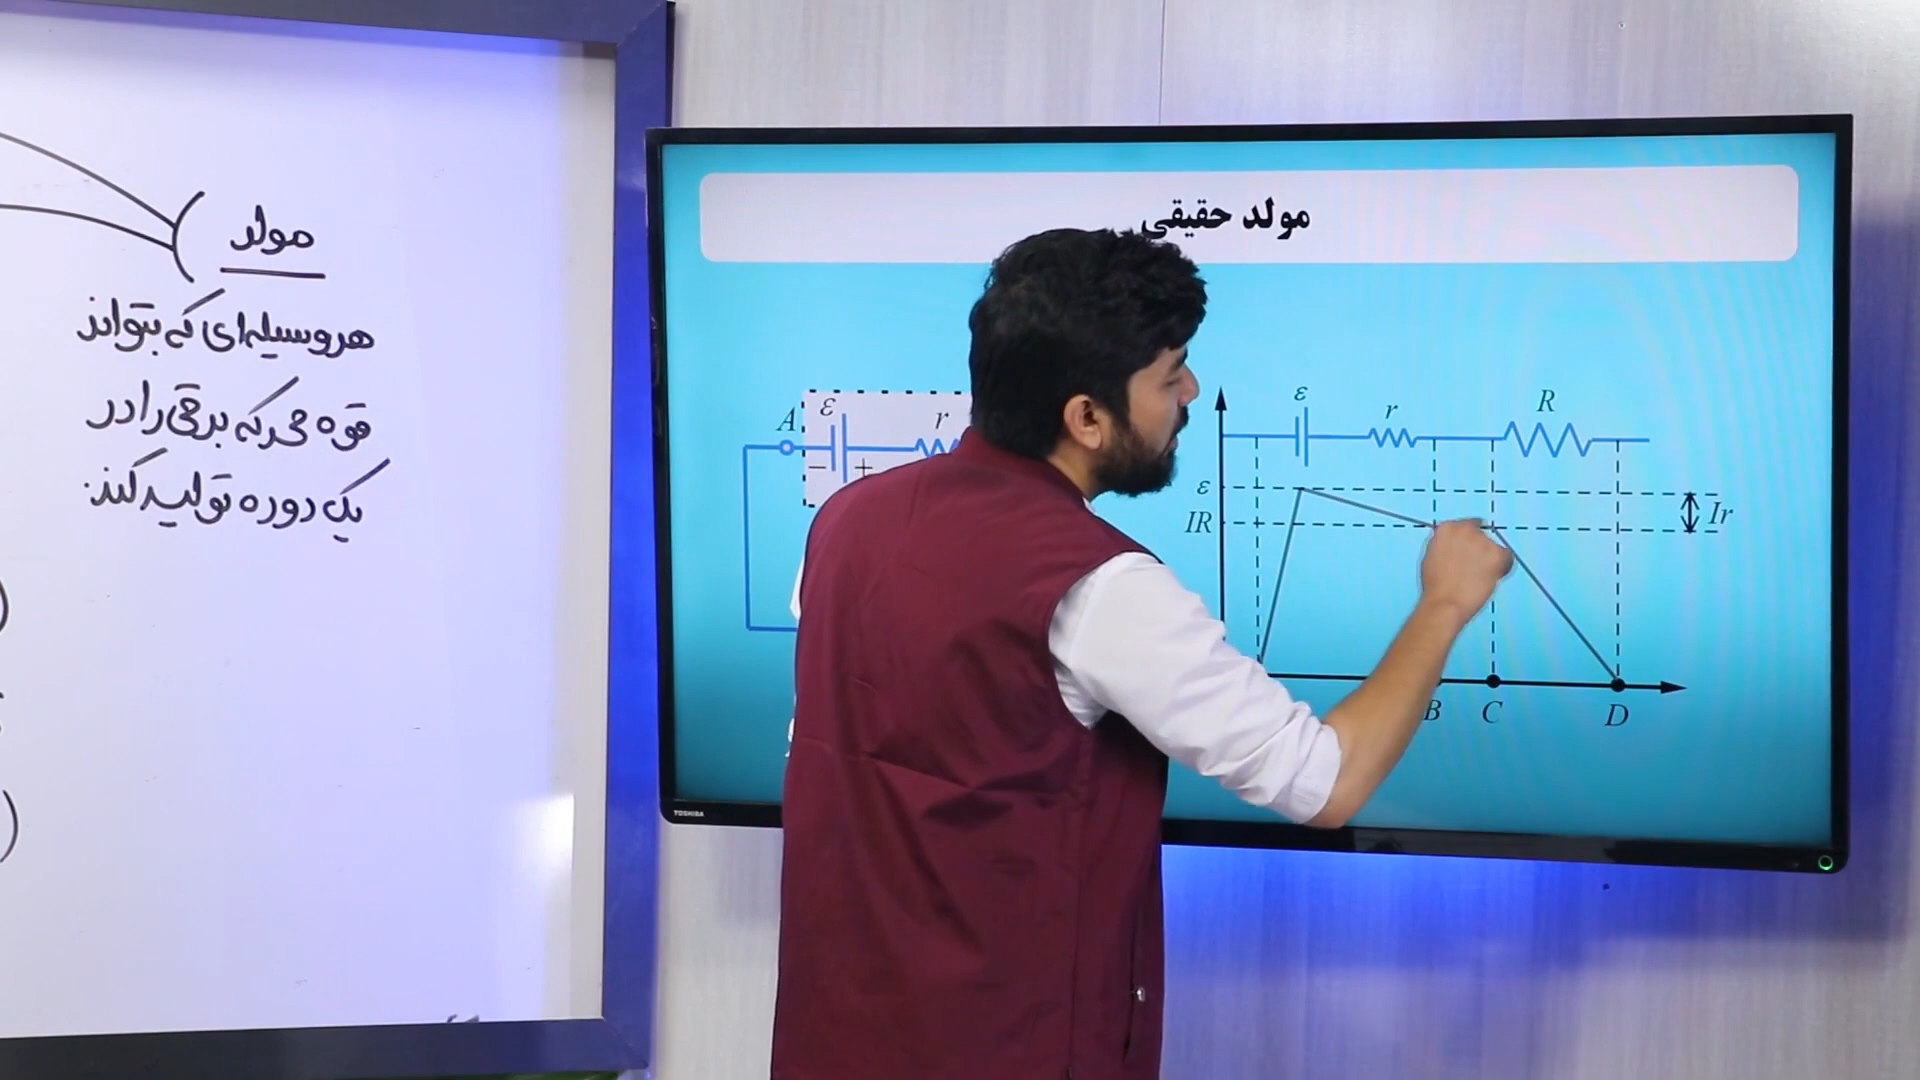 مولد
هر وسیله‌ای که بتواند
قوه محرکه برقی را در
یک دوره تولید کند.
مولد حقیقی
A ε r
− +
ε r R
ε
IR Ir
B C D
TOSHIBA